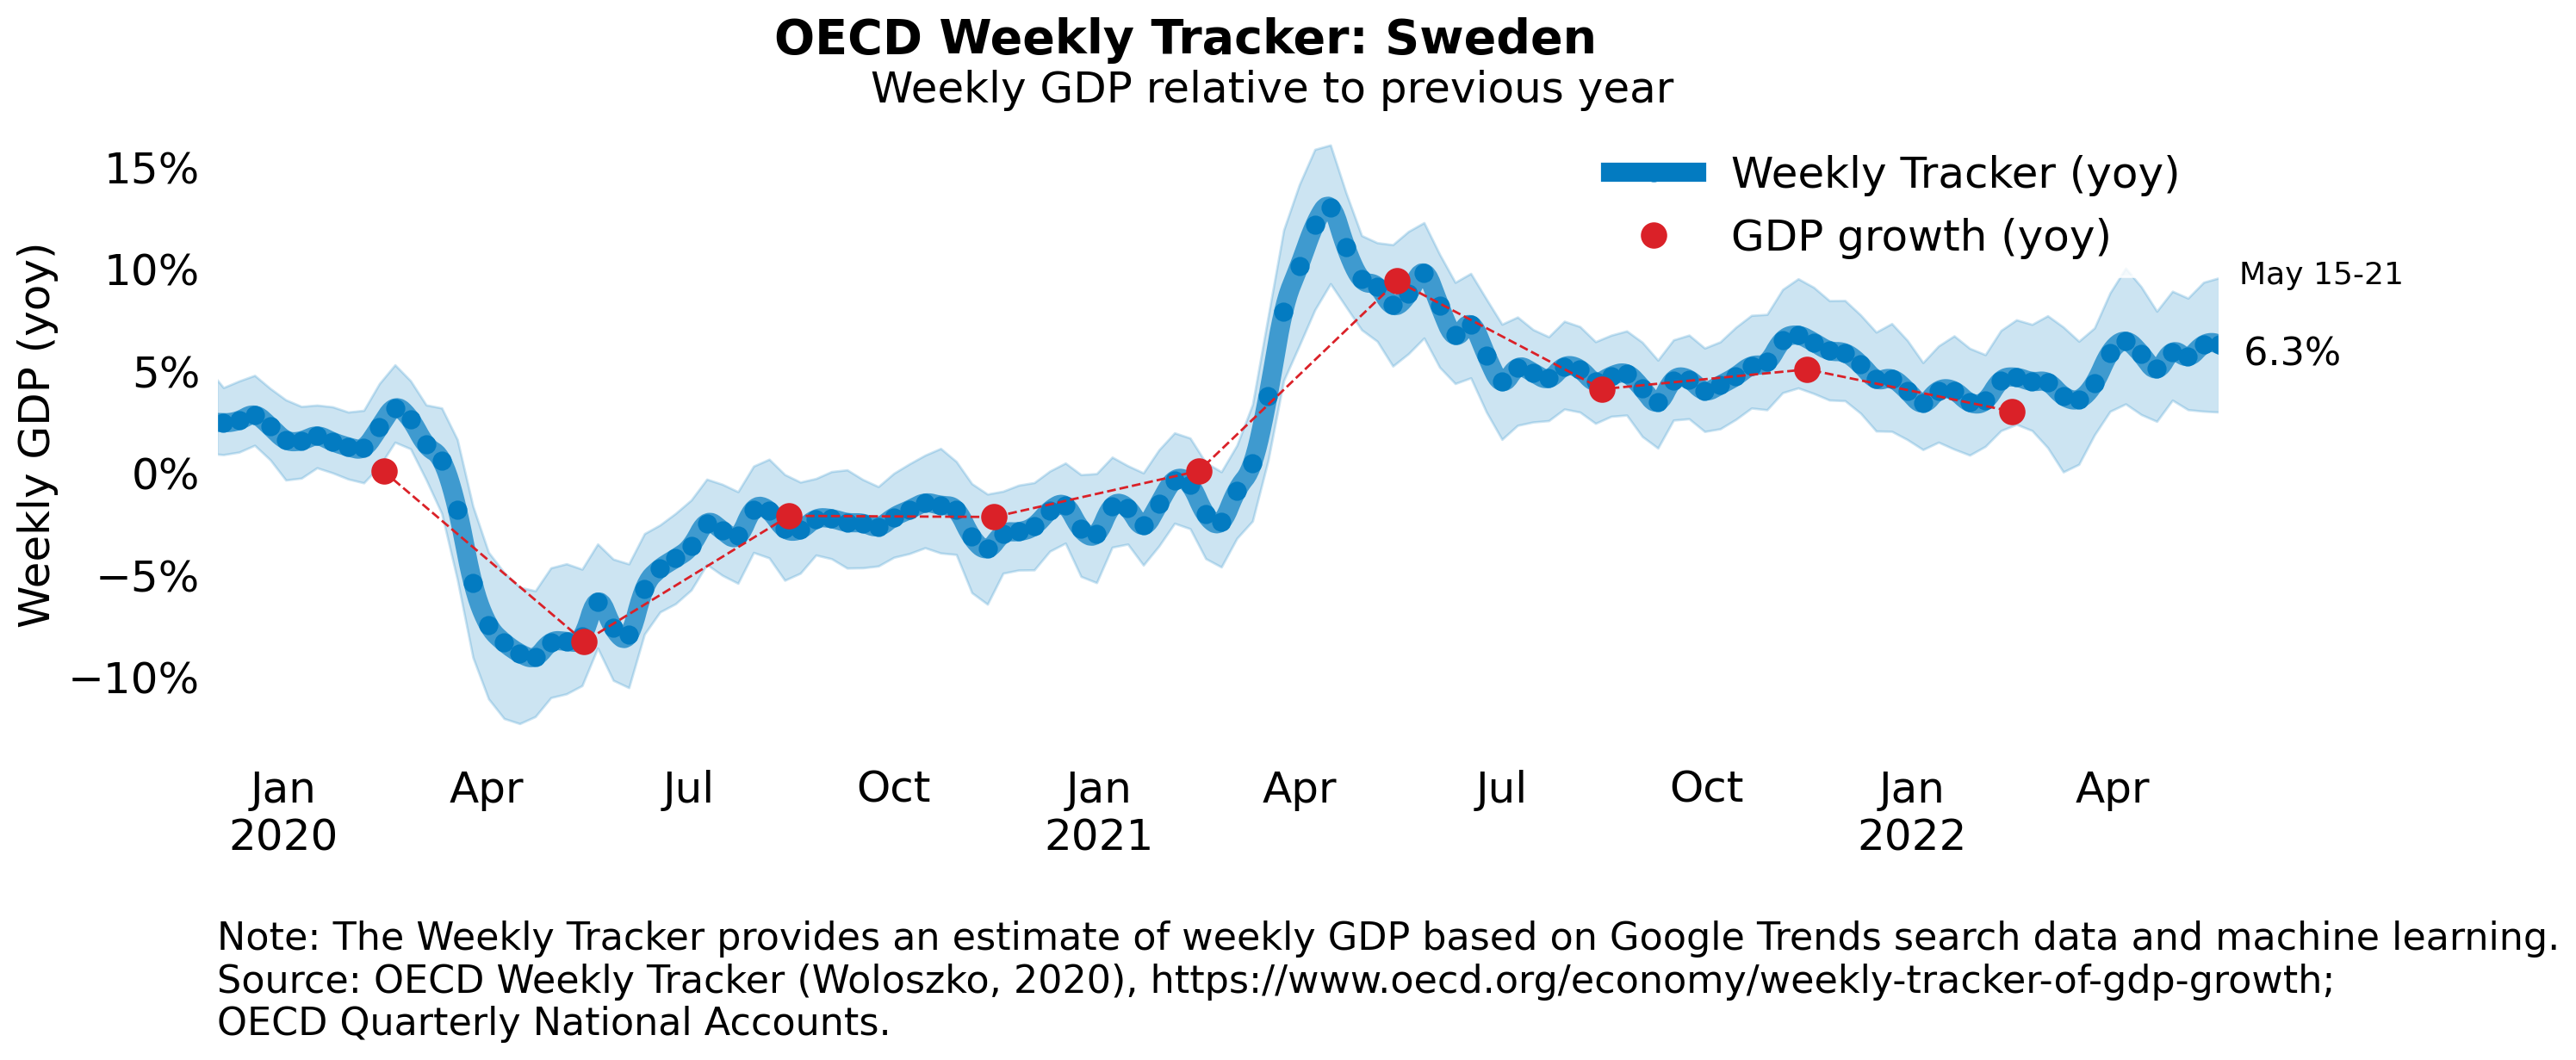 OECD Weekly Tracker: Sweden
Weekly GDP relative to previous year
Weekly GDP (yoy)
15%
10%
5%
0%
−5%
−10%
Weekly Tracker (yoy)
GDP growth (yoy)
May 15-21
6.3%
Jan Apr Jul Oct Jan Apr Jul Oct Jan Apr
2020 2021 2022
Note: The Weekly Tracker provides an estimate of weekly GDP based on Google Trends search data and machine learning.
Source: OECD Weekly Tracker (Woloszko, 2020), https://www.oecd.org/economy/weekly-tracker-of-gdp-growth;
OECD Quarterly National Accounts.